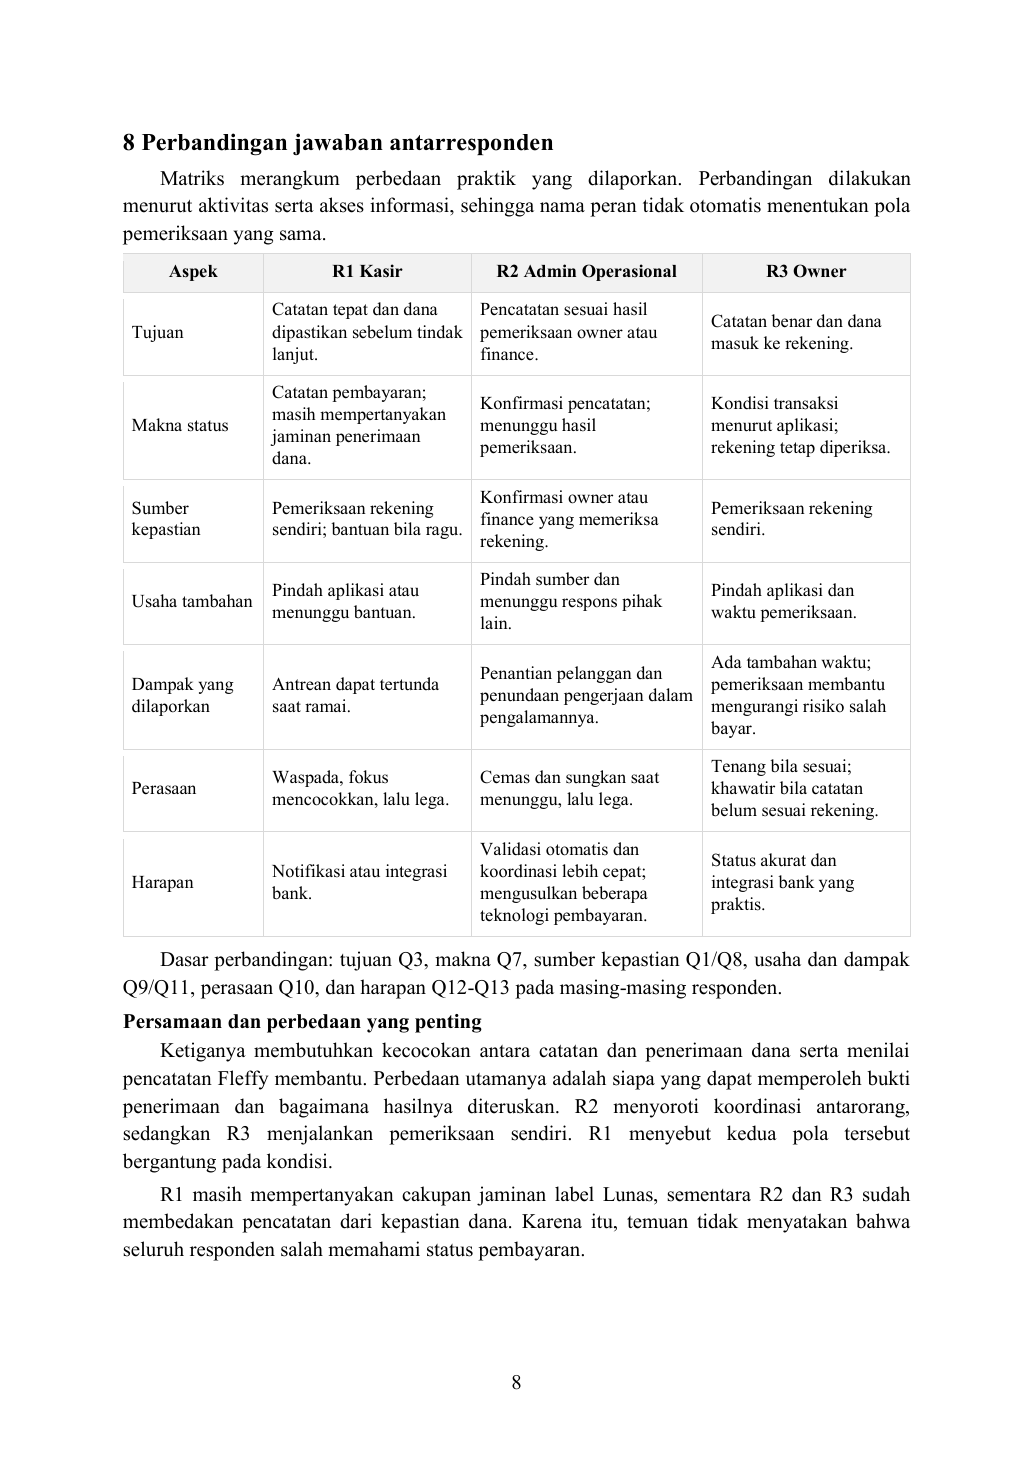 8 Perbandingan jawaban antarresponden
Matriks merangkum perbedaan praktik yang dilaporkan. Perbandingan dilakukan
menurut aktivitas serta akses informasi, sehingga nama peran tidak otomatis menentukan pola
pemeriksaan yang sama.
Aspek
R1 Kasir
R2 Admin Operasional
R3 Owner
Tujuan
Catatan tepat dan dana
dipastikan sebelum tindak
lanjut.
Pencatatan sesuai hasil
pemeriksaan owner atau
finance.
Catatan benar dan dana
masuk ke rekening.
Makna status
Catatan pembayaran;
masih mempertanyakan
jaminan penerimaan
dana.
Konfirmasi pencatatan;
menunggu hasil
pemeriksaan.
Kondisi transaksi
menurut aplikasi;
rekening tetap diperiksa.
Sumber
kepastian
Pemeriksaan rekening
sendiri; bantuan bila ragu.
Konfirmasi owner atau
finance yang memeriksa
rekening.
Pemeriksaan rekening
sendiri.
Usaha tambahan
Pindah aplikasi atau
menunggu bantuan.
Pindah sumber dan
menunggu respons pihak
lain.
Pindah aplikasi dan
waktu pemeriksaan.
Dampak yang
dilaporkan
Antrean dapat tertunda
saat ramai.
Penantian pelanggan dan
penundaan pengerjaan dalam
pengalamannya.
Ada tambahan waktu;
pemeriksaan membantu
mengurangi risiko salah
bayar.
Perasaan
Waspada, fokus
mencocokkan, lalu lega.
Cemas dan sungkan saat
menunggu, lalu lega.
Tenang bila sesuai;
khawatir bila catatan
belum sesuai rekening.
Harapan
Notifikasi atau integrasi
bank.
Validasi otomatis dan
koordinasi lebih cepat;
mengusulkan beberapa
teknologi pembayaran.
Status akurat dan
integrasi bank yang
praktis.
Dasar perbandingan: tujuan Q3, makna Q7, sumber kepastian Q1/Q8, usaha dan dampak
Q9/Q11, perasaan Q10, dan harapan Q12-Q13 pada masing-masing responden.
Persamaan dan perbedaan yang penting
Ketiganya membutuhkan kecocokan antara catatan dan penerimaan dana serta menilai
pencatatan Fleffy membantu. Perbedaan utamanya adalah siapa yang dapat memperoleh bukti
penerimaan dan bagaimana hasilnya diteruskan. R2 menyoroti koordinasi antarorang,
sedangkan R3 menjalankan pemeriksaan sendiri. R1 menyebut kedua pola tersebut
bergantung pada kondisi.
R1 masih mempertanyakan cakupan jaminan label Lunas, sementara R2 dan R3 sudah
membedakan pencatatan dari kepastian dana. Karena itu, temuan tidak menyatakan bahwa
seluruh responden salah memahami status pembayaran.
8